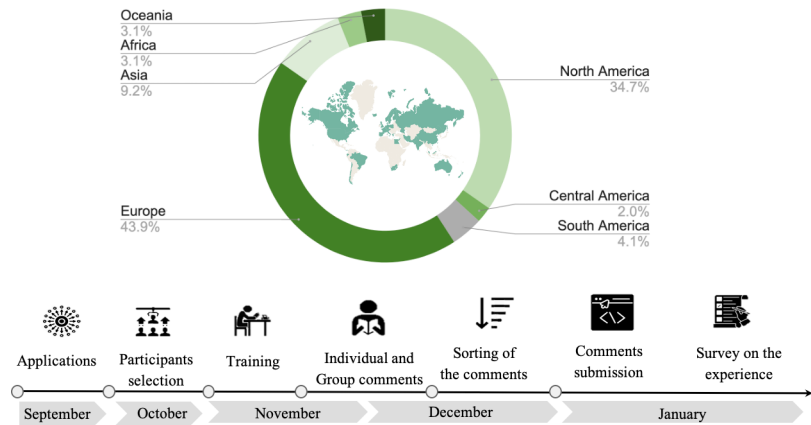 Oceania
3.1%
Africa
3.1%
Asia
9.2%
North America
34.7%
Central America
2.0%
South America
4.1%
Europe
43.9%
Applications
Participants
selection
Training
Individual and
Group comments
Sorting of
the comments
Comments
submission
Survey on the
experience
September
October
November
December
January